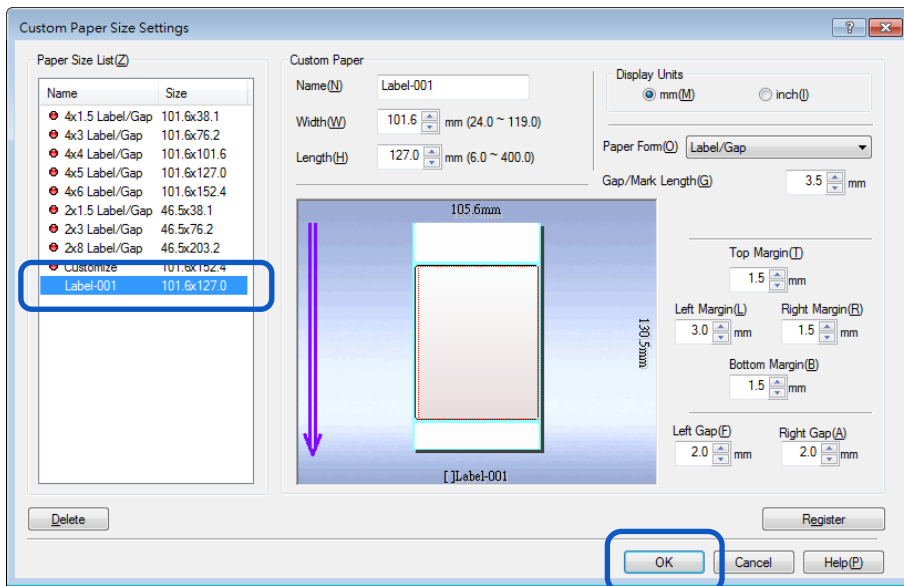 Custom Paper Size Settings
Paper Size List(Z)
Name Size
4x1.5 Label/Gap 101.6x38.1
4x3 Label/Gap 101.6x76.2
4x4 Label/Gap 101.6x101.6
4x5 Label/Gap 101.6x127.0
4x6 Label/Gap 101.6x152.4
2x1.5 Label/Gap 46.5x38.1
2x3 Label/Gap 46.5x76.2
2x8 Label/Gap 46.5x203.2
Customize 101.6x152.4
Label-001 101.6x127.0
Delete
Custom Paper
Name(N) Label-001
Width(W) 101.6 mm (24.0 ~ 119.0)
Length(H) 127.0 mm (6.0 ~ 400.0)
Display Units
mm(M) inch(I)
Paper Form(O) Label/Gap
Gap/Mark Length(G) 3.5 mm
105.6mm
130.5mm
[ ]Label-001
Top Margin(T)
1.5 mm
Left Margin(L) Right Margin(R)
3.0 mm 1.5 mm
Bottom Margin(B)
1.5 mm
Left Gap(F) Right Gap(A)
2.0 mm 2.0 mm
Register
OK Cancel Help(P)